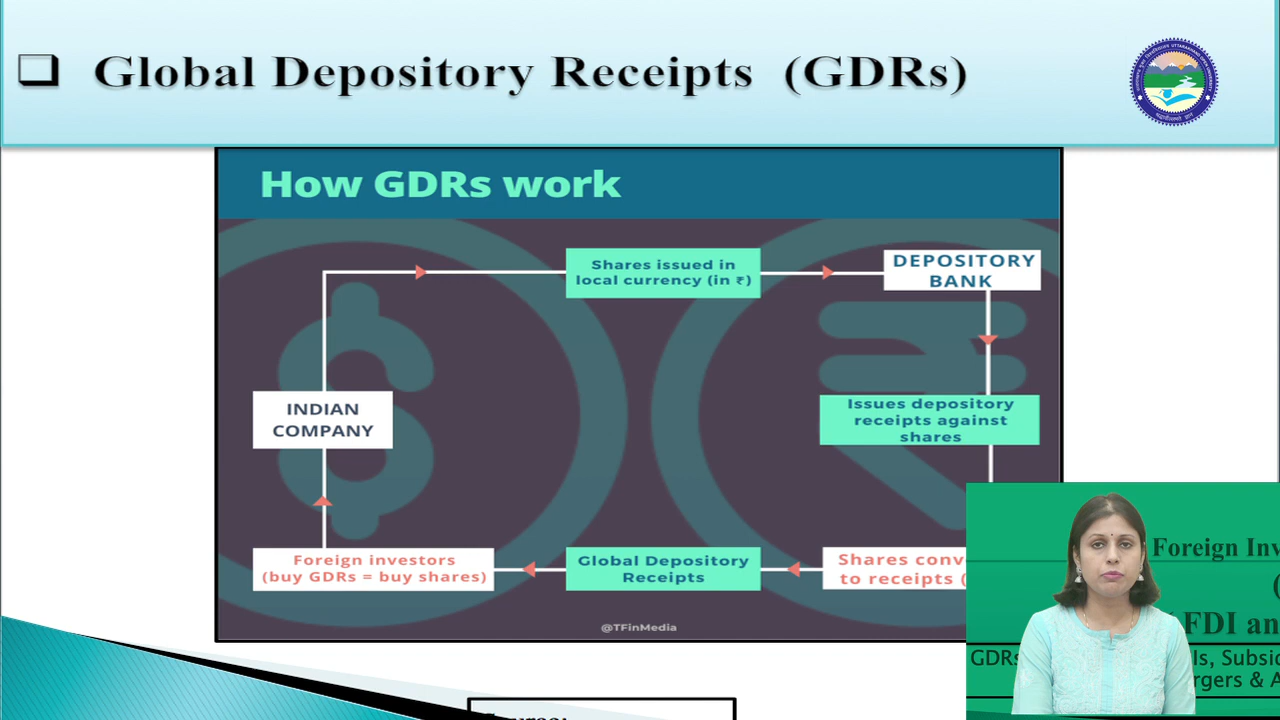 ❑ Global Depository Receipts (GDRs)
How GDRs work
Shares issued in
local currency (in ₹)
DEPOSITORY
BANK
INDIAN
COMPANY
Issues depository
receipts against
shares
Foreign investors
(buy GDRs = buy shares)
Global Depository
Receipts
Shares conv
to receipts (
@TFinMedia
Foreign Inv
(
FDI an
GDRs
ls, Subsid
rgers & A